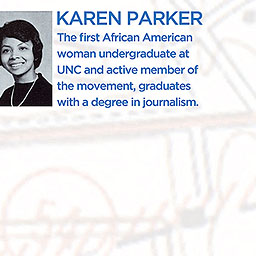 KAREN PARKER
The first African American
woman undergraduate at
UNC and active member of
the movement, graduates
with a degree in journalism.